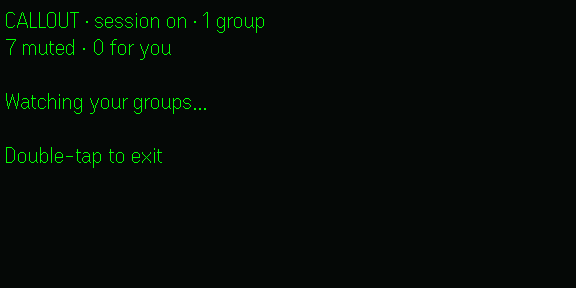 CALLOUT · session on · 1 group
7 muted · 0 for you
Watching your groups...
Double-tap to exit